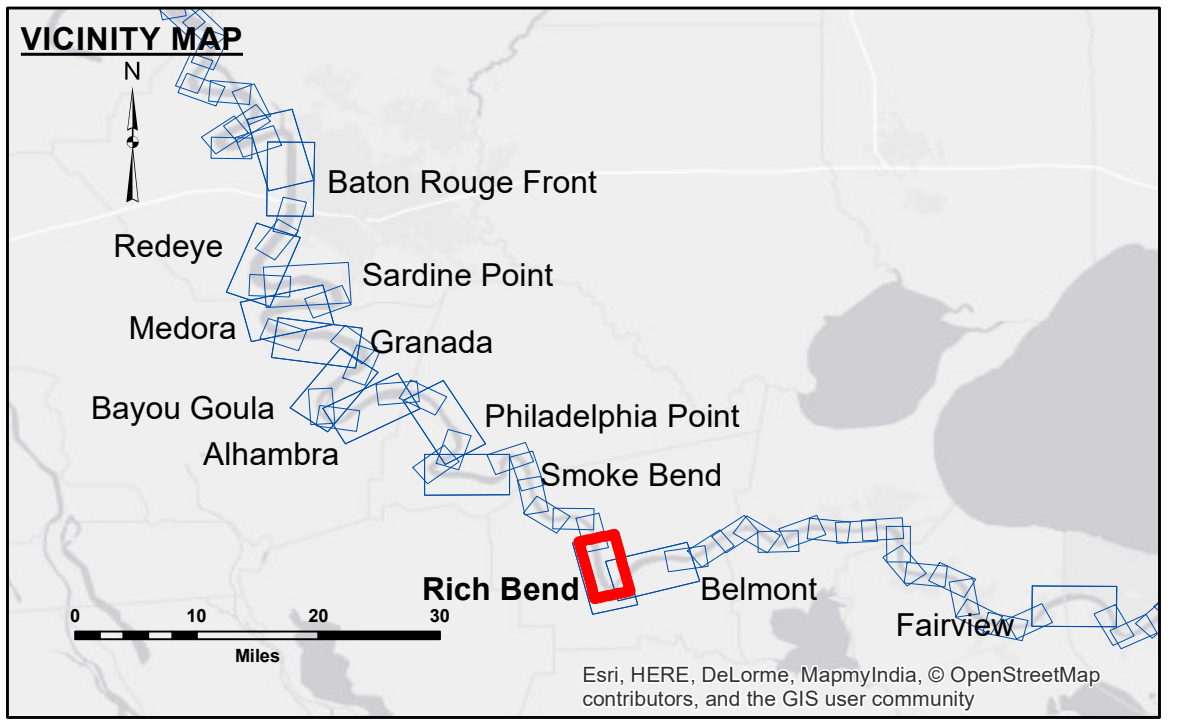 VICINITY MAP
N
Baton Rouge Front
Redeye
Sardine Point
Medora
Granada
Bayou Goula
Philadelphia Point
Alhambra
Smoke Bend
Rich Bend
Belmont
0 10 20 30
Fairview
Miles
Esri, HERE, DeLorme, MapmyIndia, © OpenStreetMap
contributors, and the GIS user community